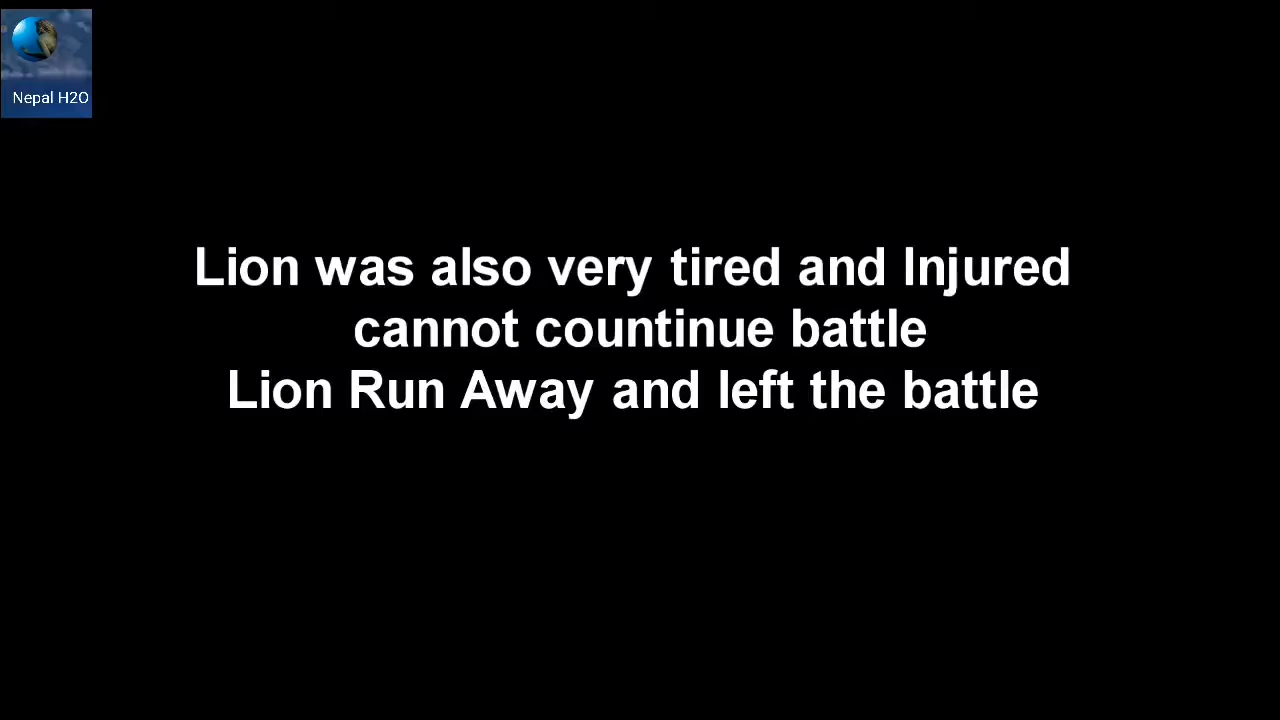 Nepal H2O
Lion was also very tired and Injured
cannot countinue battle
Lion Run Away and left the battle